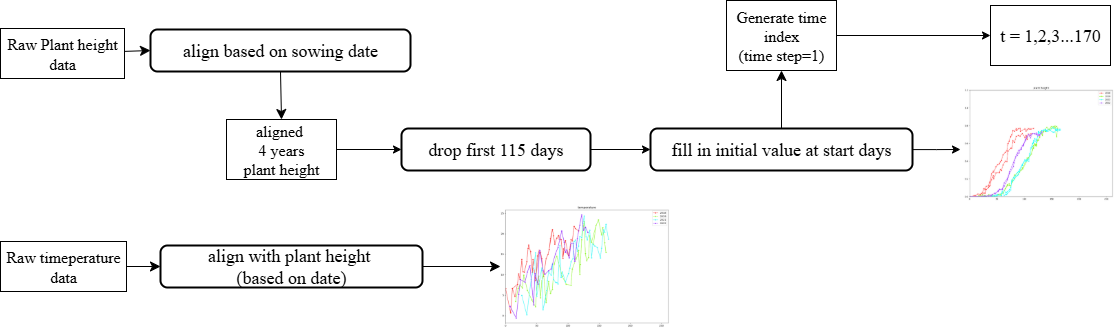 Raw Plant height
data
align based on sowing date
Generate time
index
(time step=1)
t = 1,2,3...170
aligned
4 years
plant height
drop first 115 days
fill in initial value at start days
Raw timeperature
data
align with plant height
(based on date)
temperature